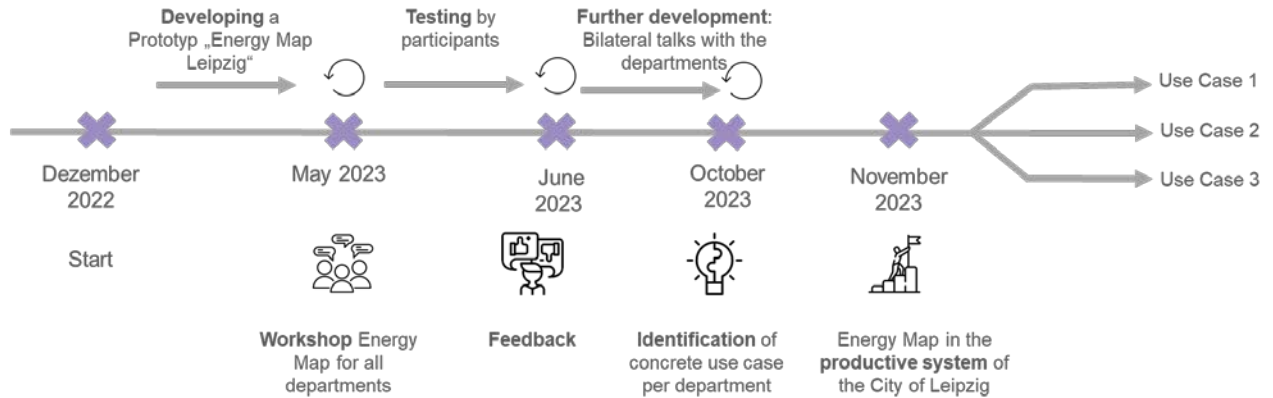 Developing a
Prototyp „Energy Map
Leipzig“
Testing by
participants
Further development:
Bilateral talks with the
departments
Use Case 1
Use Case 2
Use Case 3
Dezember
2022
May 2023
June
2023
October
2023
November
2023
Start
Workshop Energy
Map for all
departments
Feedback
Identification of
concrete use case
per department
Energy Map in the
productive system of
the City of Leipzig